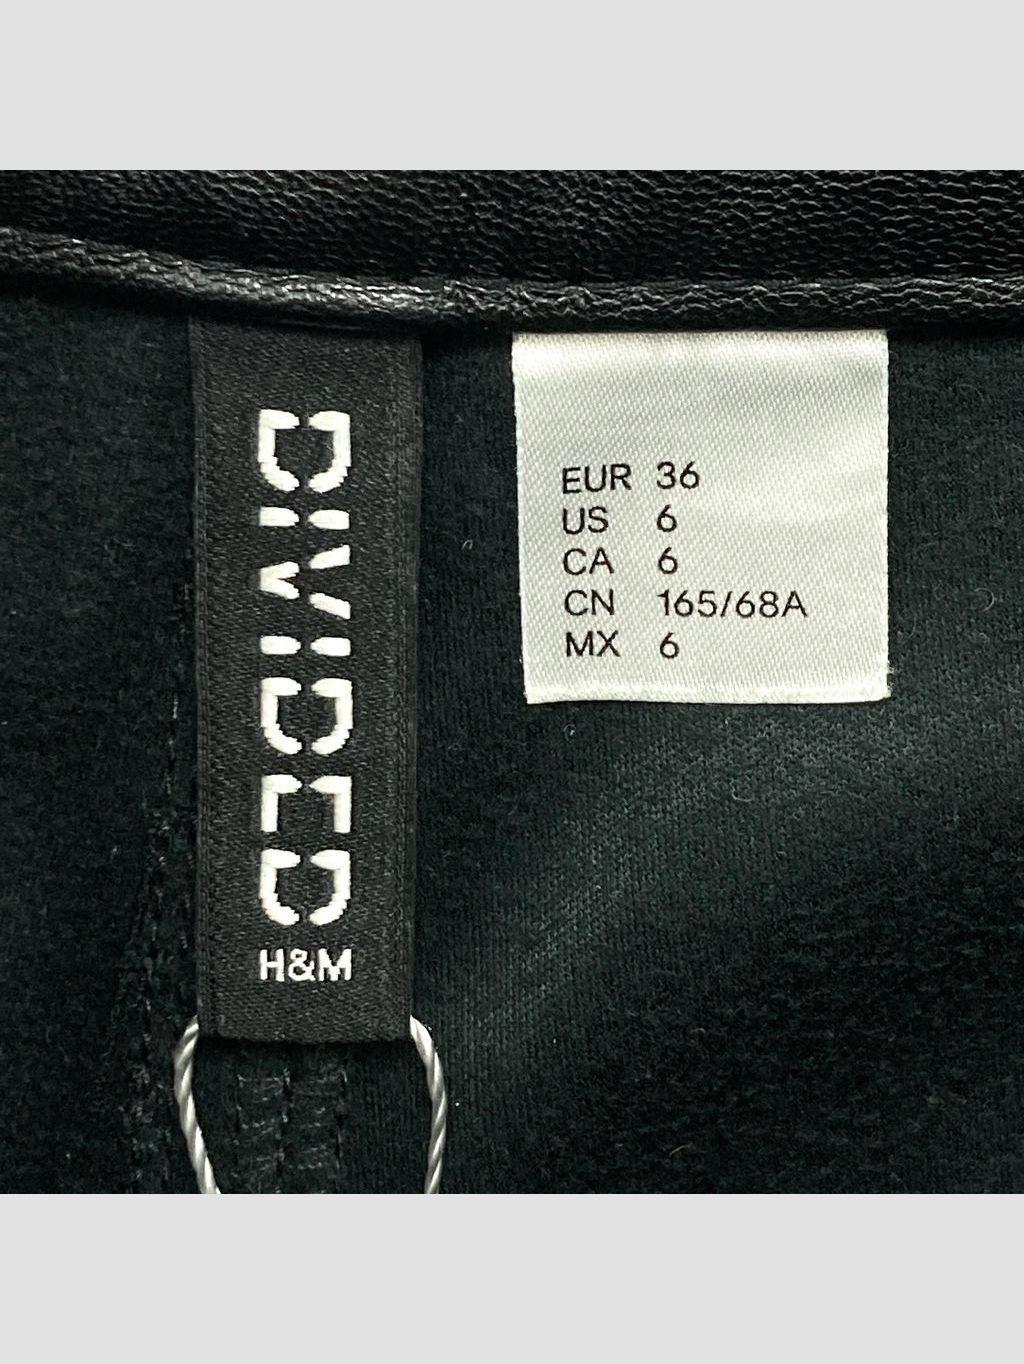 DIVIDED
H&M
EUR 36
US 6
CA 6
CN 165/68A
MX 6